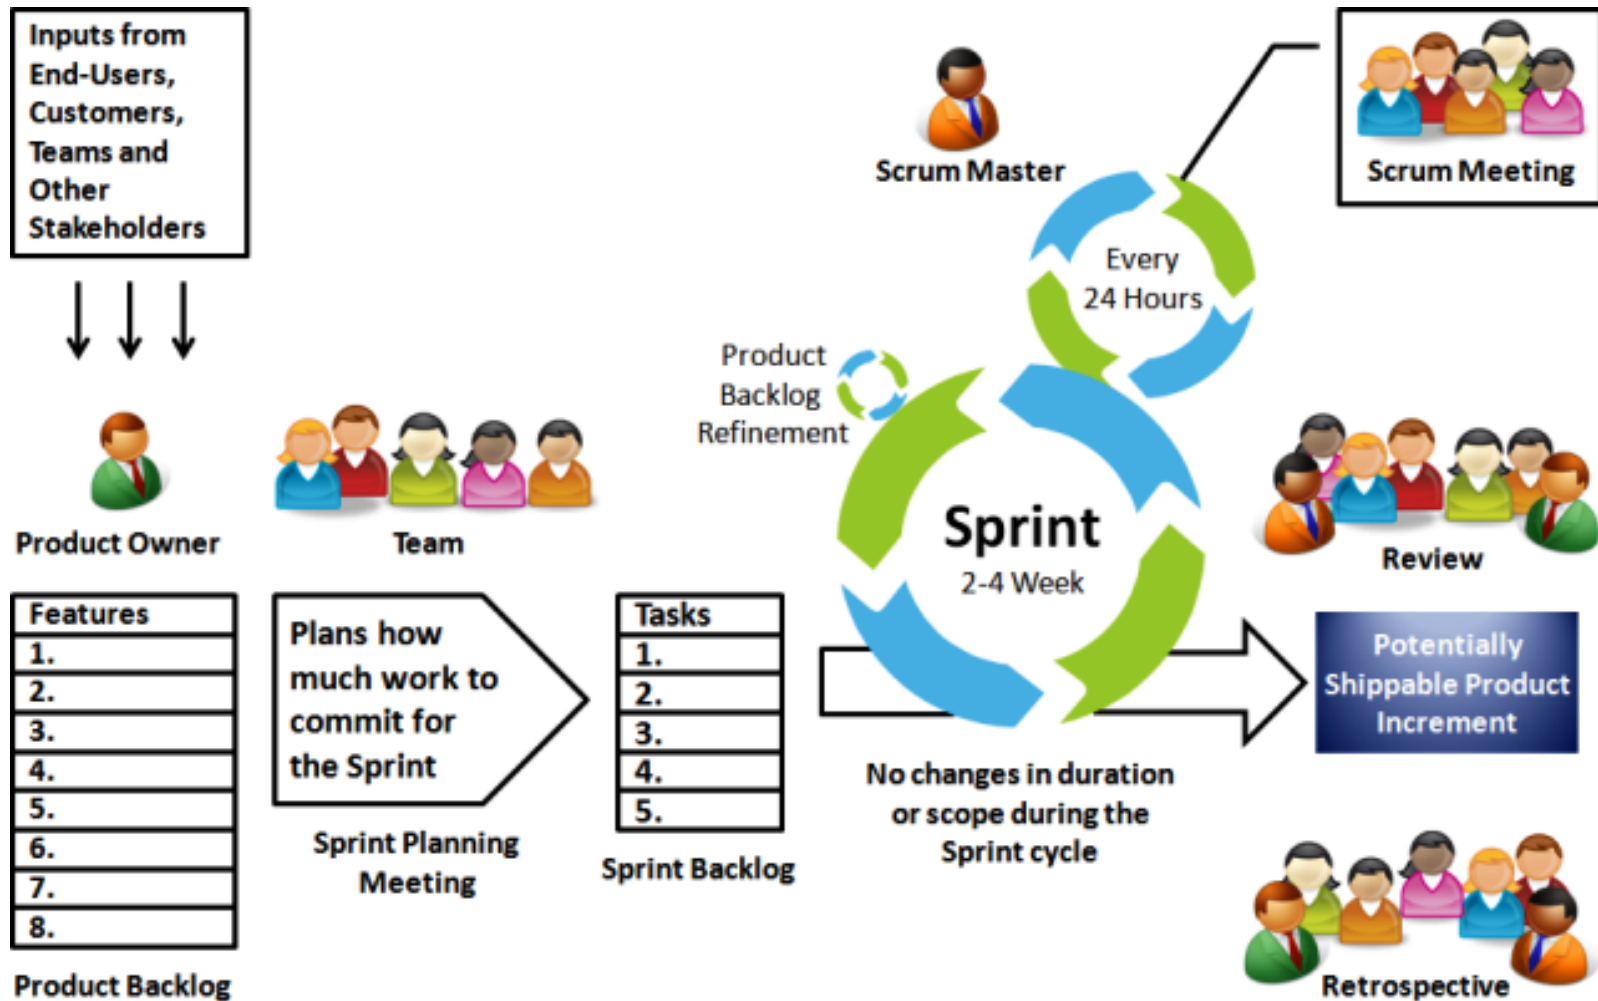 Inputs from
End-Users,
Customers,
Teams and
Other
Stakeholders
Product Owner
Team
Features
1.
2.
3.
4.
5.
6.
7.
8.
Product Backlog
Plans how
much work to
commit for
the Sprint
Sprint Planning
Meeting
Tasks
1.
2.
3.
4.
5.
Sprint Backlog
Scrum Master
Every
24 Hours
Scrum Meeting
Product
Backlog
Refinement
Sprint
2-4 Week
No changes in duration
or scope during the
Sprint cycle
Review
Potentially
Shippable Product
Increment
Retrospective